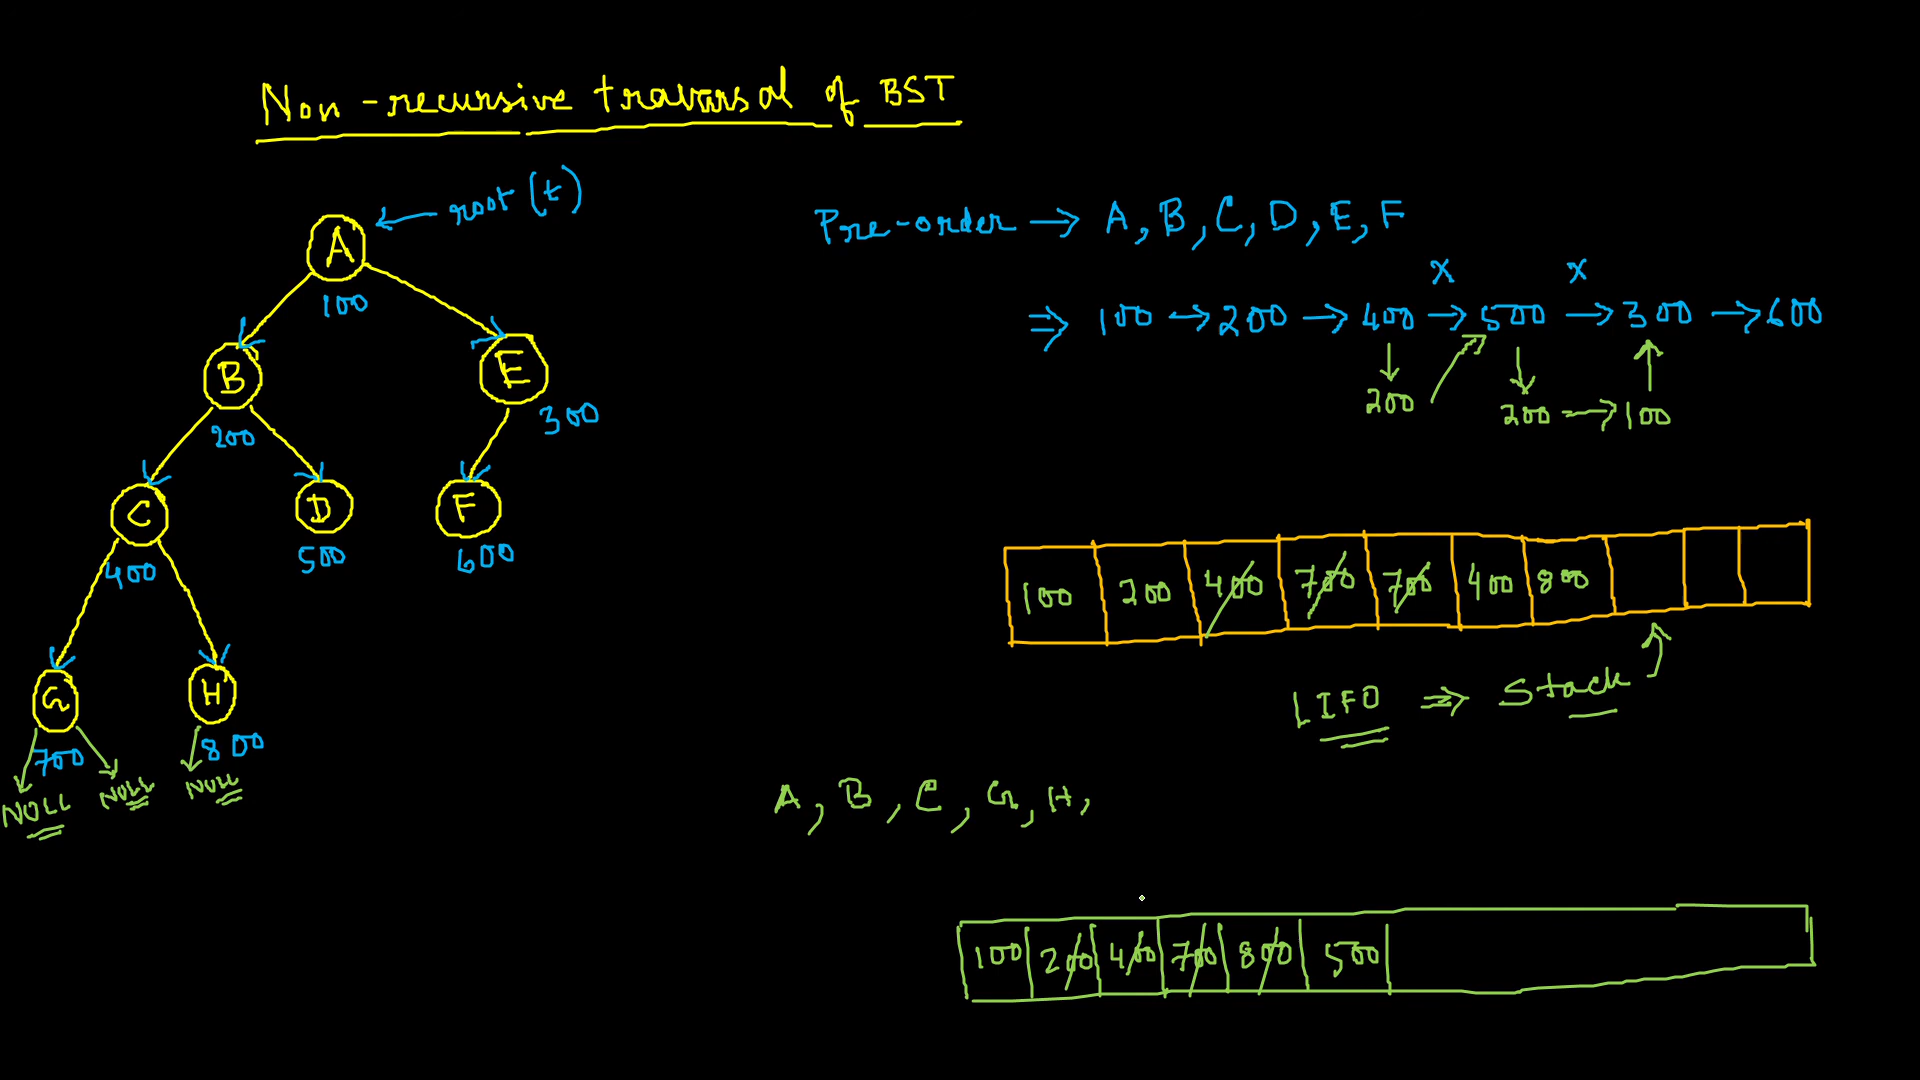 Non-recursive traversal of BST
root (t)
A
100
B
200
E
300
C
400
D
500
F
600
G
700
H
800
NULL
NULL
NULL
Pre-order → A, B, C, D, E, F
x x
⇒ 100 → 200 → 400 → 500 → 300 → 600
200 200 → 100
100 200 400 700 700 400 800
LIFO ⇒ Stack
A, B, C, G, H,
100 200 400 700 800 500